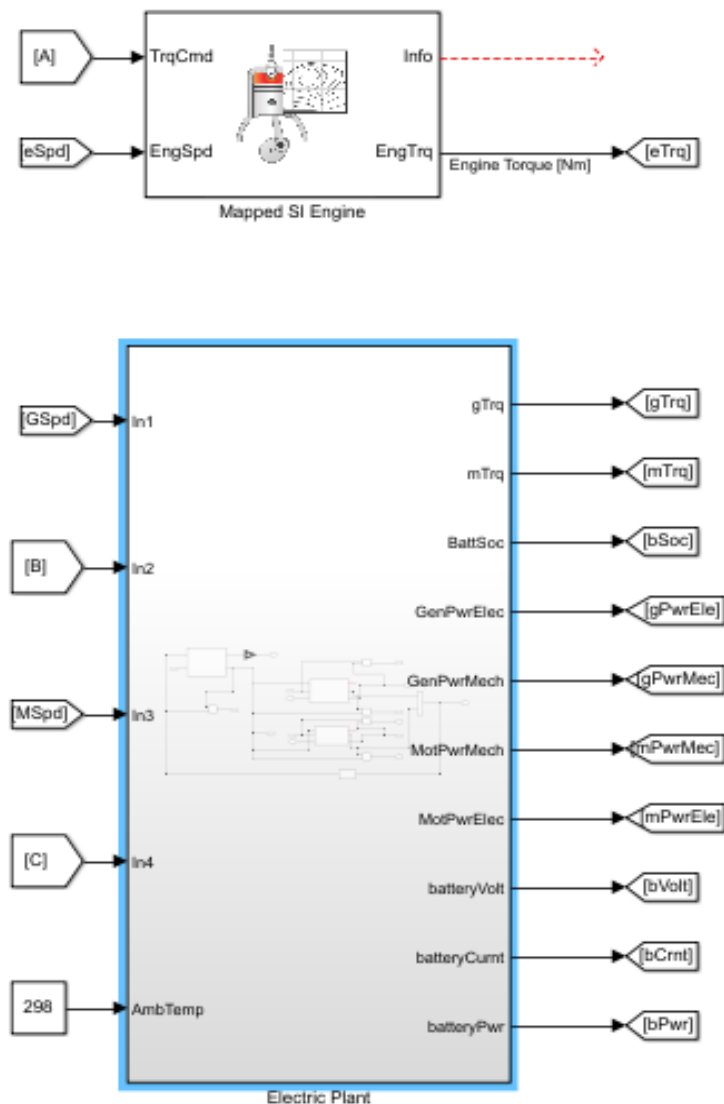 [A]
TrqCmd
Info
[eSpd]
EngSpd
EngTrq
Engine Torque [Nm]
[eTrq]
Mapped SI Engine
[GSpd]
In1
gTrq
[gTrq]
mTrq
[mTrq]
[B]
In2
BattSoc
[bSoc]
GenPwrElec
[gPwrEle]
GenPwrMech
[gPwrMec]
[MSpd]
In3
MotPwrMech
[mPwrMec]
MotPwrElec
[mPwrEle]
[C]
In4
batteryVolt
[bVolt]
batteryCurnt
[bCrnt]
298
AmbTemp
batteryPwr
[bPwr]
Electric Plant